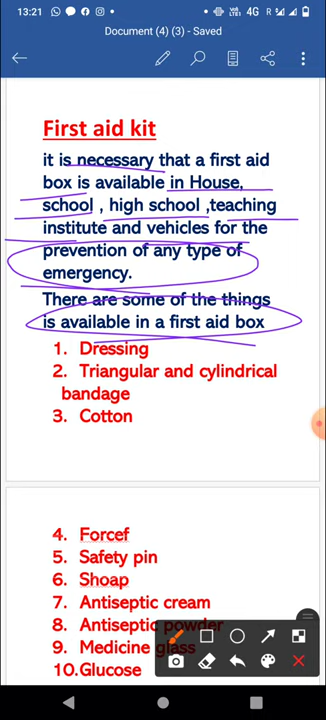 13:21
4G
R
Document (4) (3) - Saved
First aid kit
it is necessary that a first aid
box is available in House,
school , high school ,teaching
institute and vehicles for the
prevention of any type of
emergency.
There are some of the things
is available in a first aid box
1. Dressing
2. Triangular and cylindrical
bandage
3. Cotton
4. Forcef
5. Safety pin
6. Shoap
7. Antiseptic cream
8. Antiseptic powder
9. Medicine glass
10.Glucose